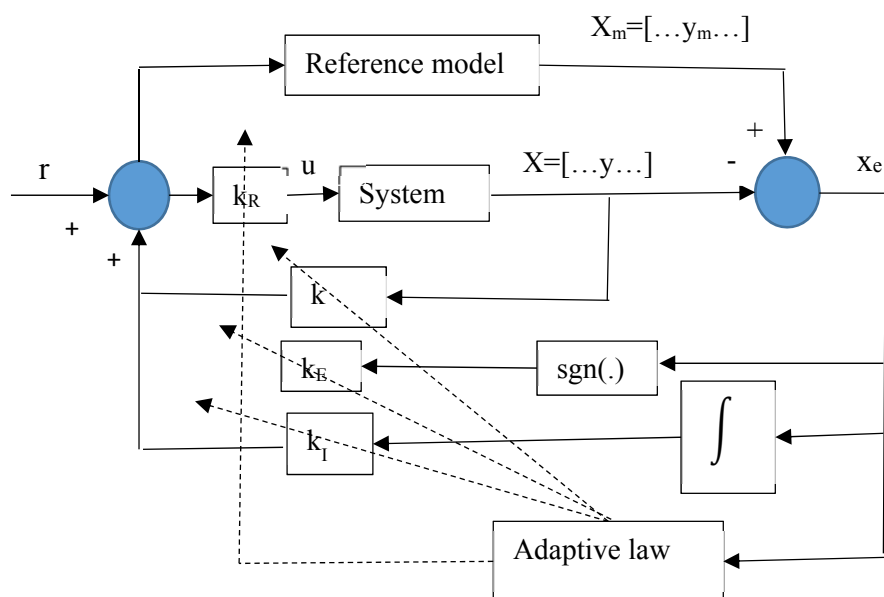 Xm=[…ym…]
Reference model
+
r
kR
u
System
X=[…y…]
-
xe
+
+
k
kE
sgn(.)
kI
∫
Adaptive law